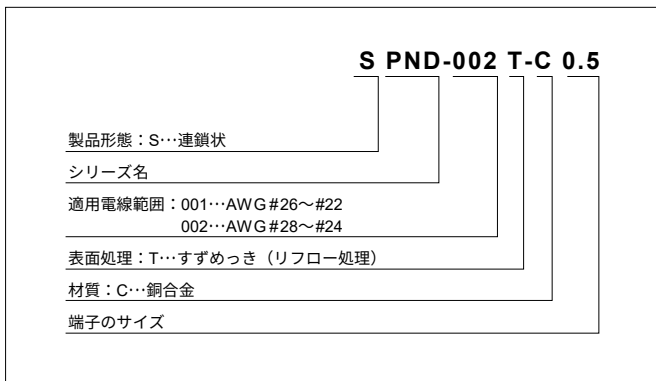 S PND-002 T-C 0.5
製品形態：S…連鎖状
シリーズ名
適用電線範囲：001…AWG#26～#22
002…AWG#28～#24
表面処理：T…すずめっき（リフロー処理）
材質：C…銅合金
端子のサイズ